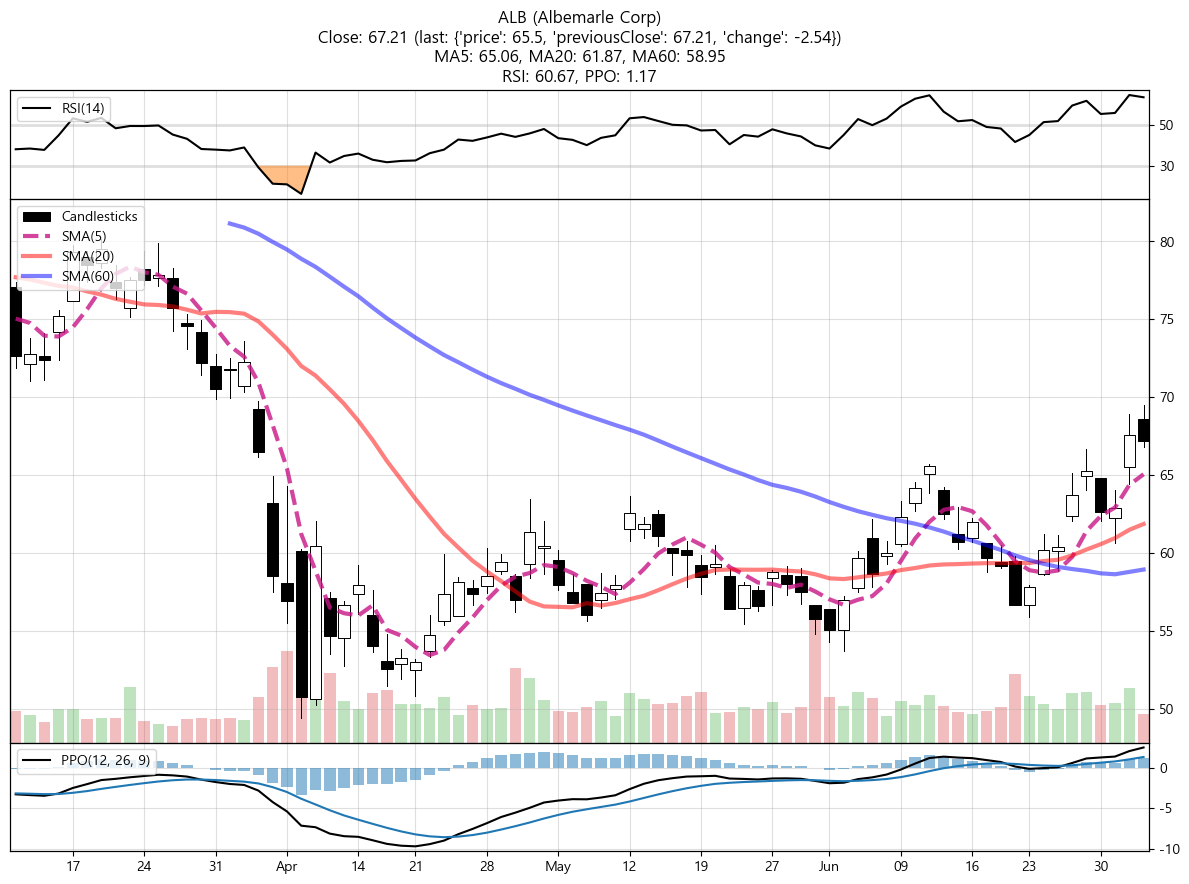 ALB (Albemarle Corp)
Close: 67.21 (last: {'price': 65.5, 'previousClose': 67.21, 'change': -2.54})
MA5: 65.06, MA20: 61.87, MA60: 58.95
RSI: 60.67, PPO: 1.17
RSI(14)
50
30
Candlesticks
SMA(5)
SMA(20)
SMA(60)
80
75
70
65
60
55
50
PPO(12, 26, 9)
0
-5
-10
17 24 31 Apr 14 21 28 May 12 19 27 Jun 09 16 23 30